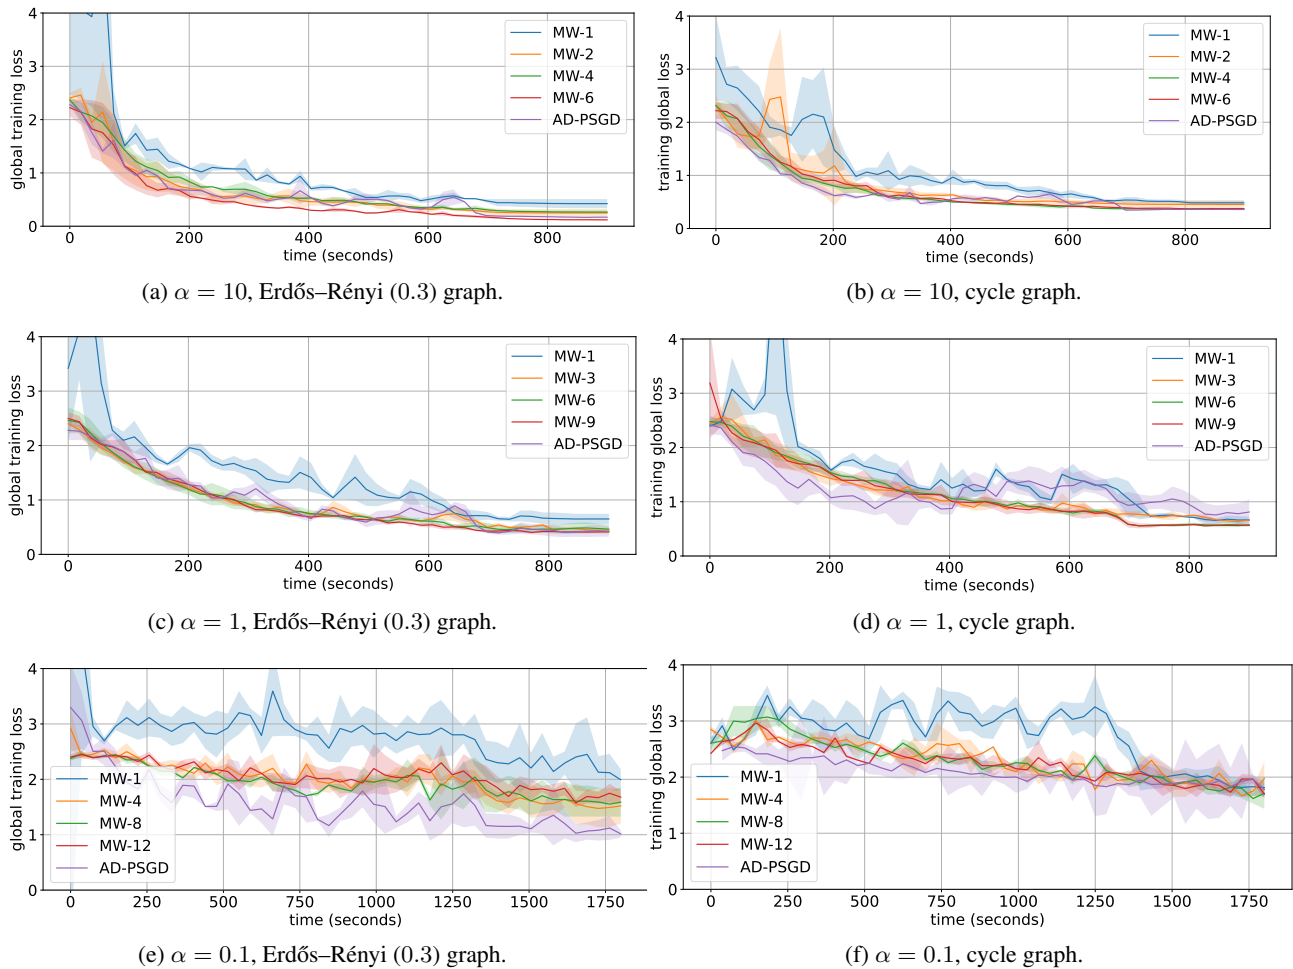 global training loss
4
3
2
1
0
0
200
400
600
800
time (seconds)
MW-1
MW-2
MW-4
MW-6
AD-PSGD
(a) α = 10, Erdős–Rényi (0.3) graph.
training global loss
4
3
2
1
0
0
200
400
600
800
time (seconds)
MW-1
MW-2
MW-4
MW-6
AD-PSGD
(b) α = 10, cycle graph.
global training loss
4
3
2
1
0
0
200
400
600
800
time (seconds)
MW-1
MW-3
MW-6
MW-9
AD-PSGD
(c) α = 1, Erdős–Rényi (0.3) graph.
training global loss
4
3
2
1
0
0
200
400
600
800
time (seconds)
MW-1
MW-3
MW-6
MW-9
AD-PSGD
(d) α = 1, cycle graph.
global training loss
4
3
2
1
0
0
250
500
750
1000
1250
1500
1750
time (seconds)
MW-1
MW-4
MW-8
MW-12
AD-PSGD
(e) α = 0.1, Erdős–Rényi (0.3) graph.
training global loss
4
3
2
1
0
0
250
500
750
1000
1250
1500
1750
time (seconds)
MW-1
MW-4
MW-8
MW-12
AD-PSGD
(f) α = 0.1, cycle graph.